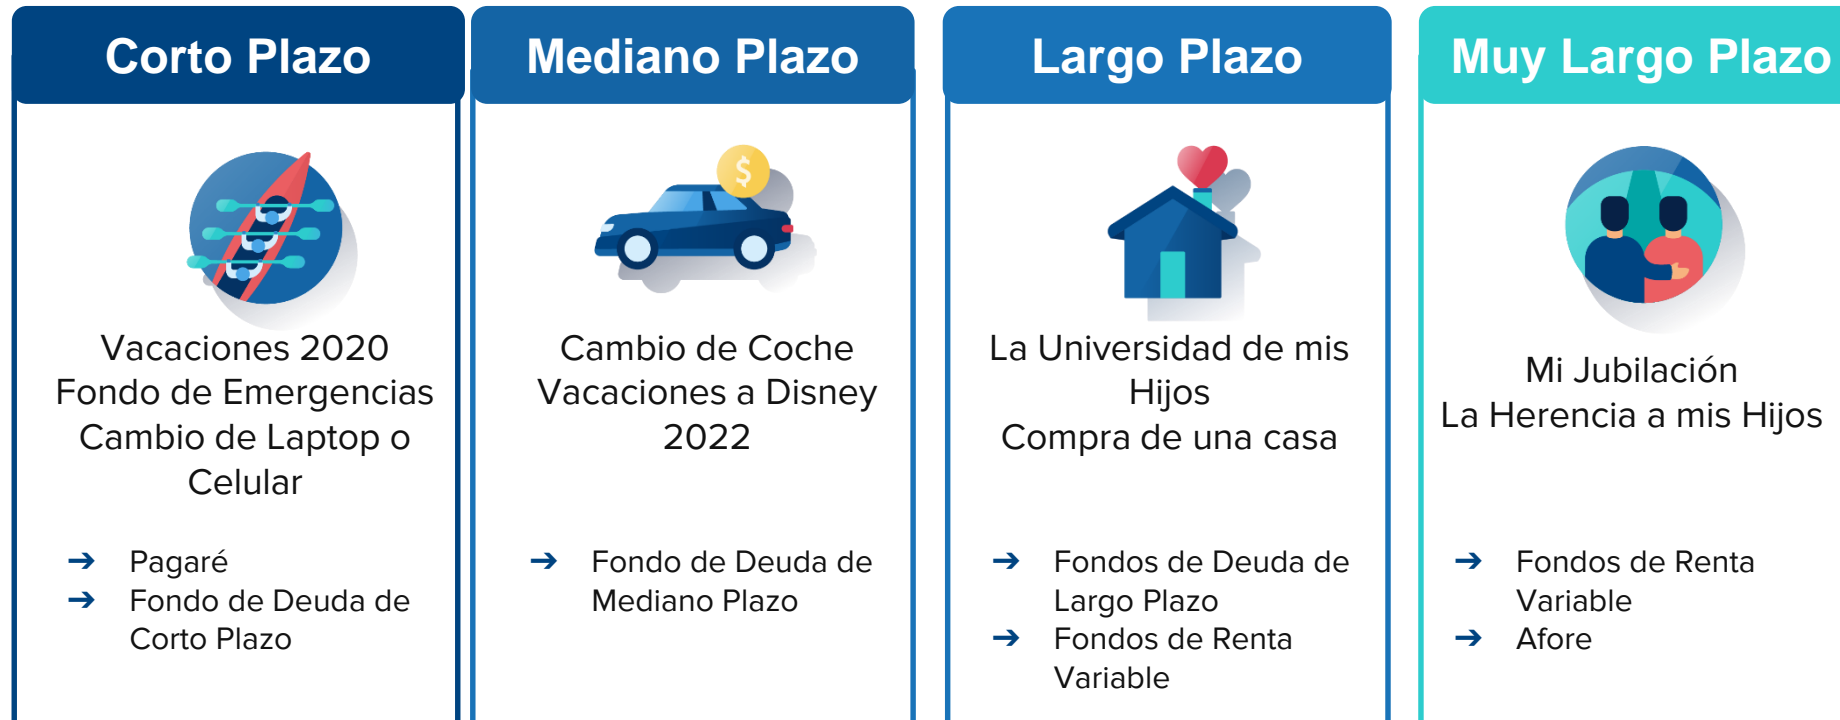 Corto Plazo
Vacaciones 2020
Fondo de Emergencias
Cambio de Laptop o
Celular
➔ Pagaré
➔ Fondo de Deuda de
Corto Plazo
Mediano Plazo
$
Cambio de Coche
Vacaciones a Disney
2022
➔ Fondo de Deuda de
Mediano Plazo
Largo Plazo
La Universidad de mis
Hijos
Compra de una casa
➔ Fondos de Deuda de
Largo Plazo
➔ Fondos de Renta
Variable
Muy Largo Plazo
Mi Jubilación
La Herencia a mis Hijos
➔ Fondos de Renta
Variable
➔ Afore